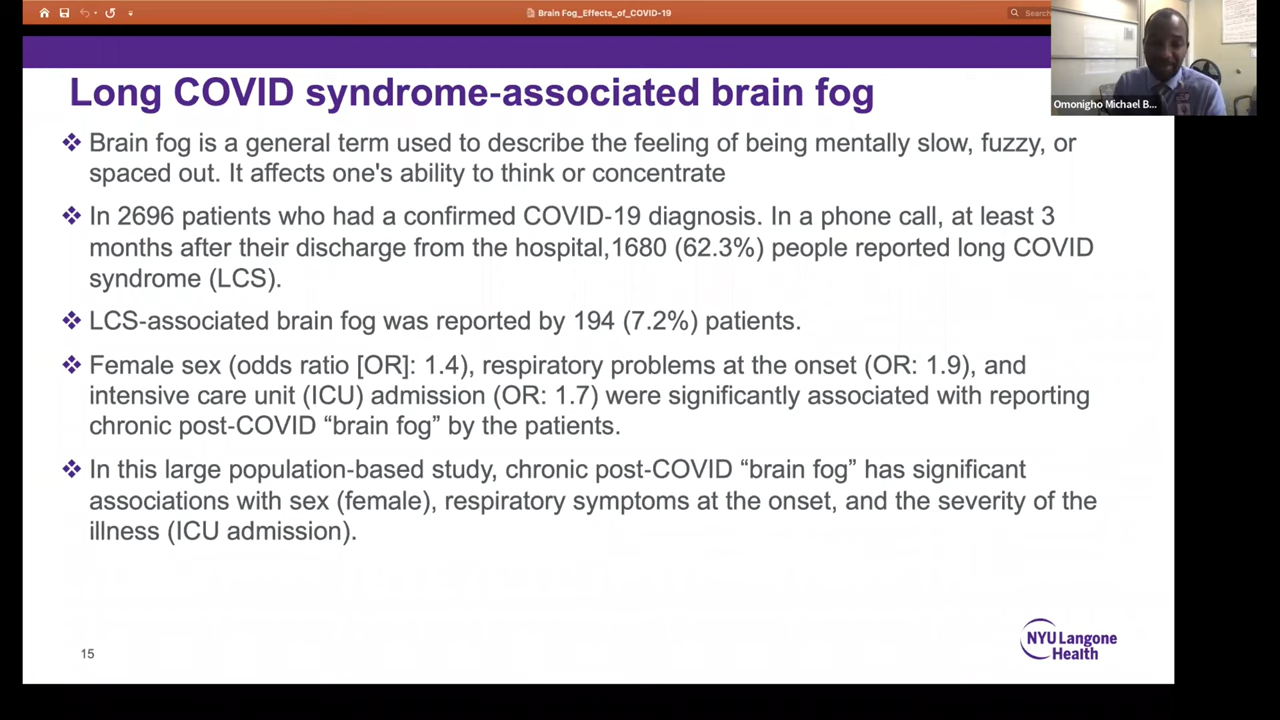 Brain Fog_Effects_of_COVID-19
Search
Omonigho Michael B...
Long COVID syndrome-associated brain fog
❖ Brain fog is a general term used to describe the feeling of being mentally slow, fuzzy, or
spaced out. It affects one's ability to think or concentrate
❖ In 2696 patients who had a confirmed COVID-19 diagnosis. In a phone call, at least 3
months after their discharge from the hospital,1680 (62.3%) people reported long COVID
syndrome (LCS).
❖ LCS-associated brain fog was reported by 194 (7.2%) patients.
❖ Female sex (odds ratio [OR]: 1.4), respiratory problems at the onset (OR: 1.9), and
intensive care unit (ICU) admission (OR: 1.7) were significantly associated with reporting
chronic post-COVID “brain fog” by the patients.
❖ In this large population-based study, chronic post-COVID “brain fog” has significant
associations with sex (female), respiratory symptoms at the onset, and the severity of the
illness (ICU admission).
15
NYU Langone
Health